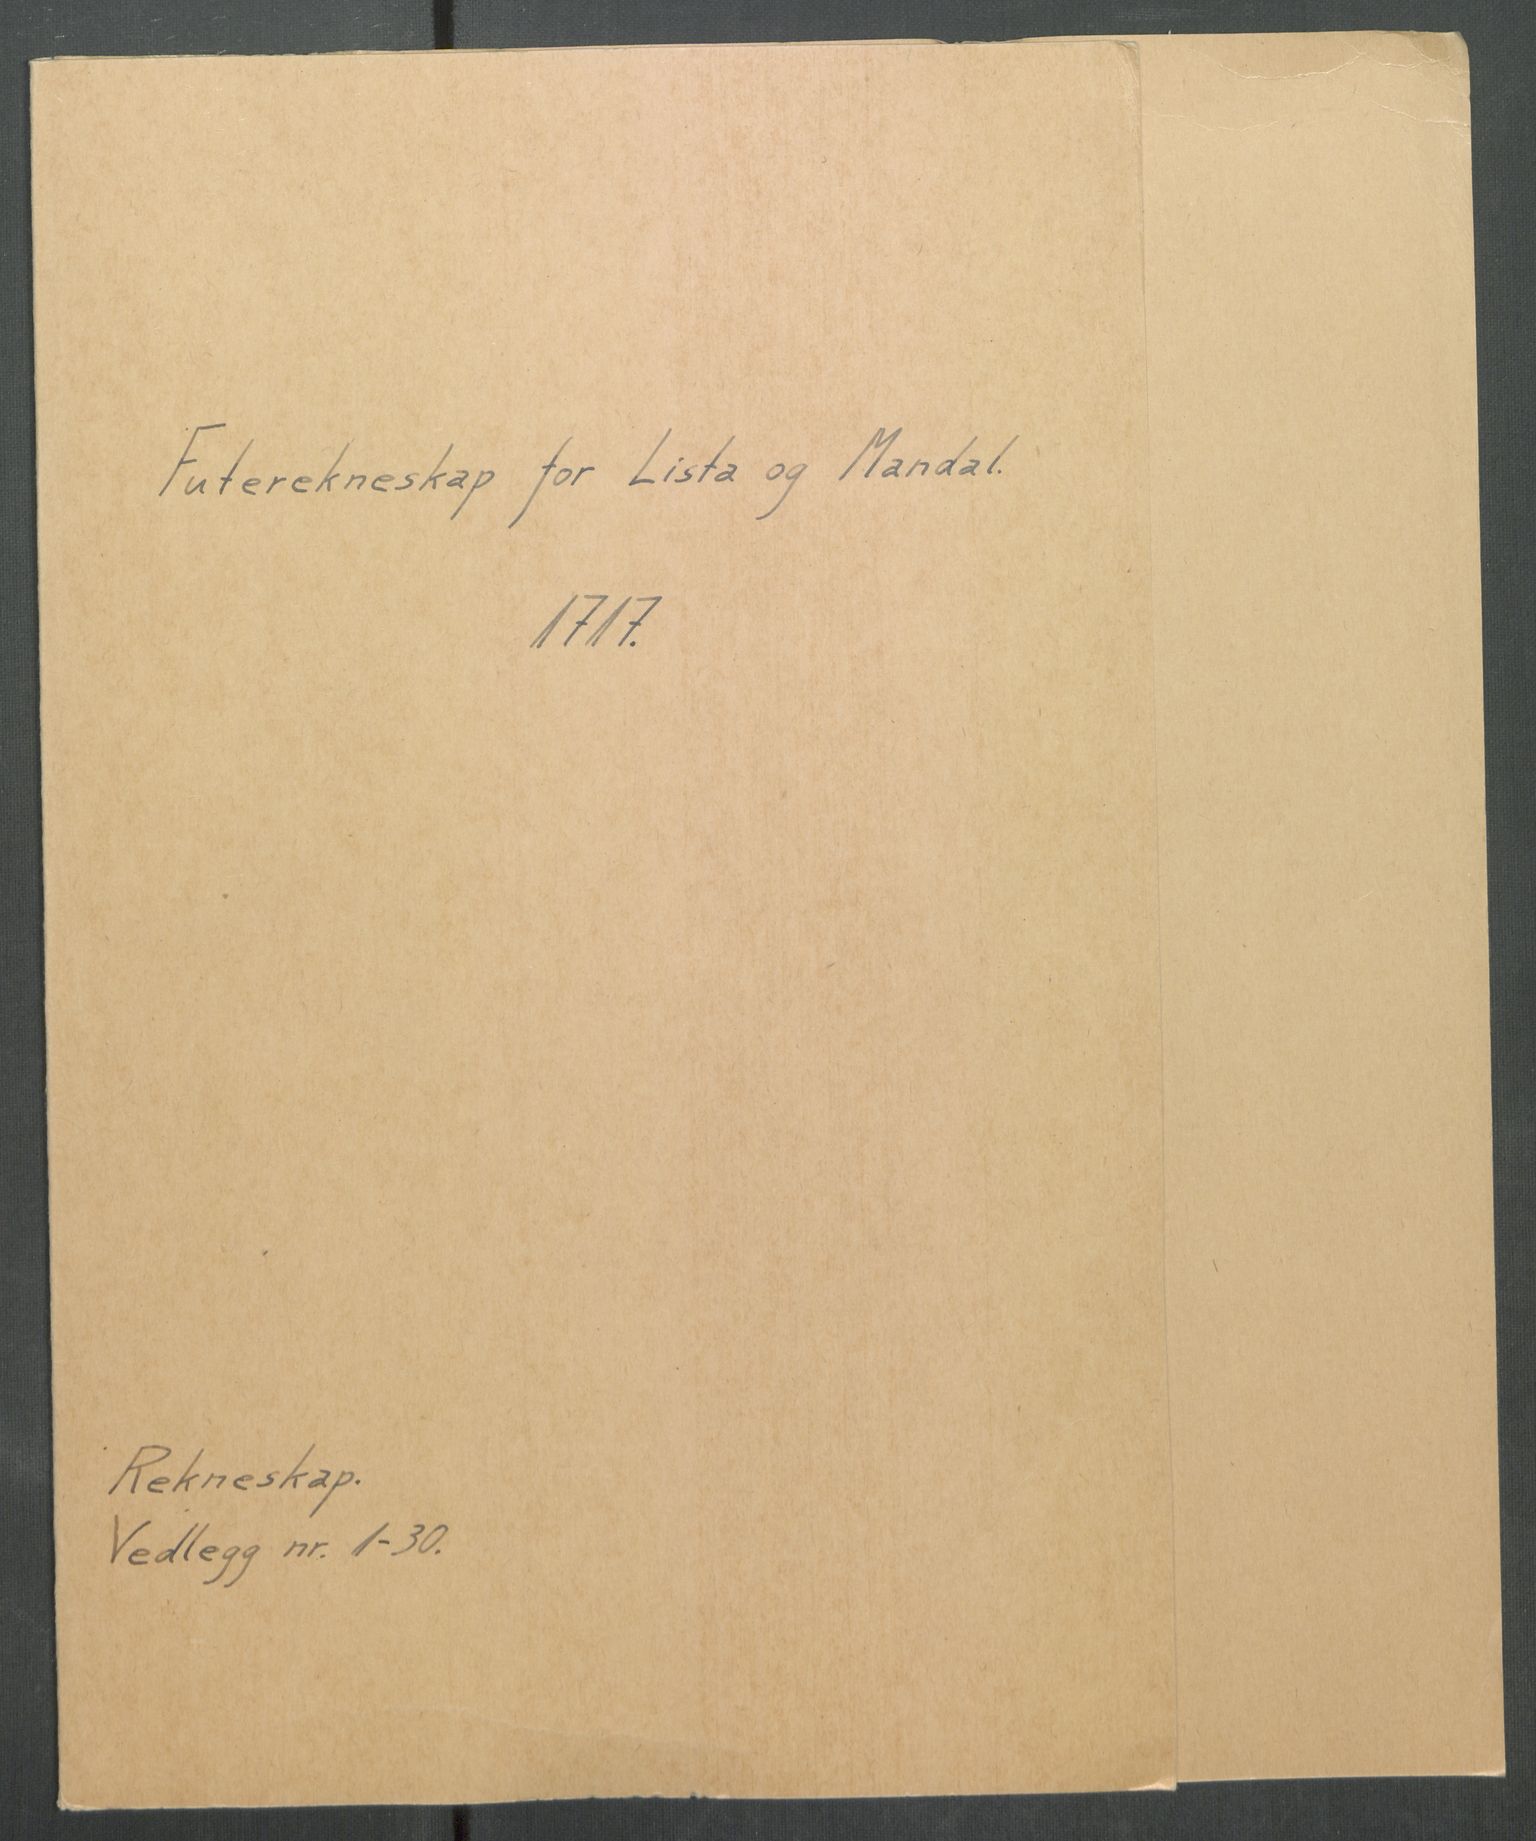 Futerekneskap for Lista og Mandal.
1717.
Rekneskap.
Vedlegg nr. 1-30.